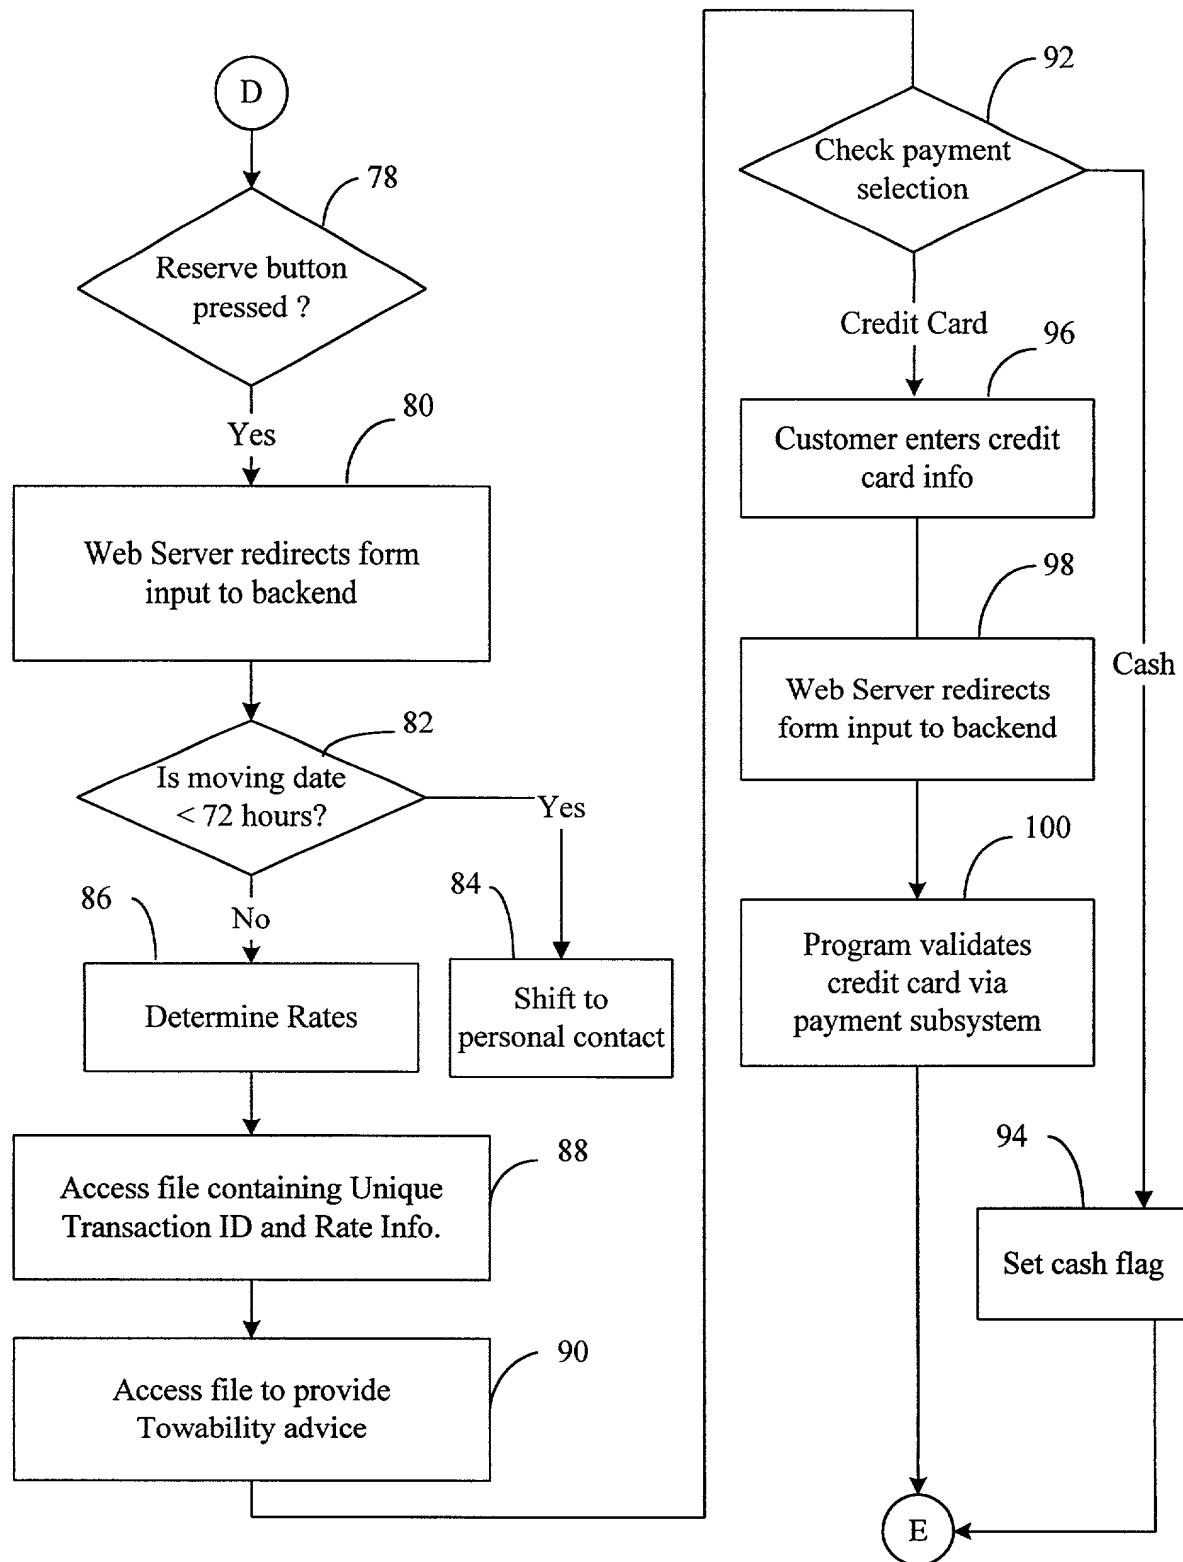 D
78
Reserve button
pressed ?
Yes
80
Web Server redirects form
input to backend
82
Is moving date
< 72 hours?
Yes
No
84
Shift to
personal contact
86
Determine Rates
88
Access file containing Unique
Transaction ID and Rate Info.
90
Access file to provide
Towability advice
92
Check payment
selection
Credit Card
Cash
96
Customer enters credit
card info
98
Web Server redirects
form input to backend
100
Program validates
credit card via
payment subsystem
94
Set cash flag
E